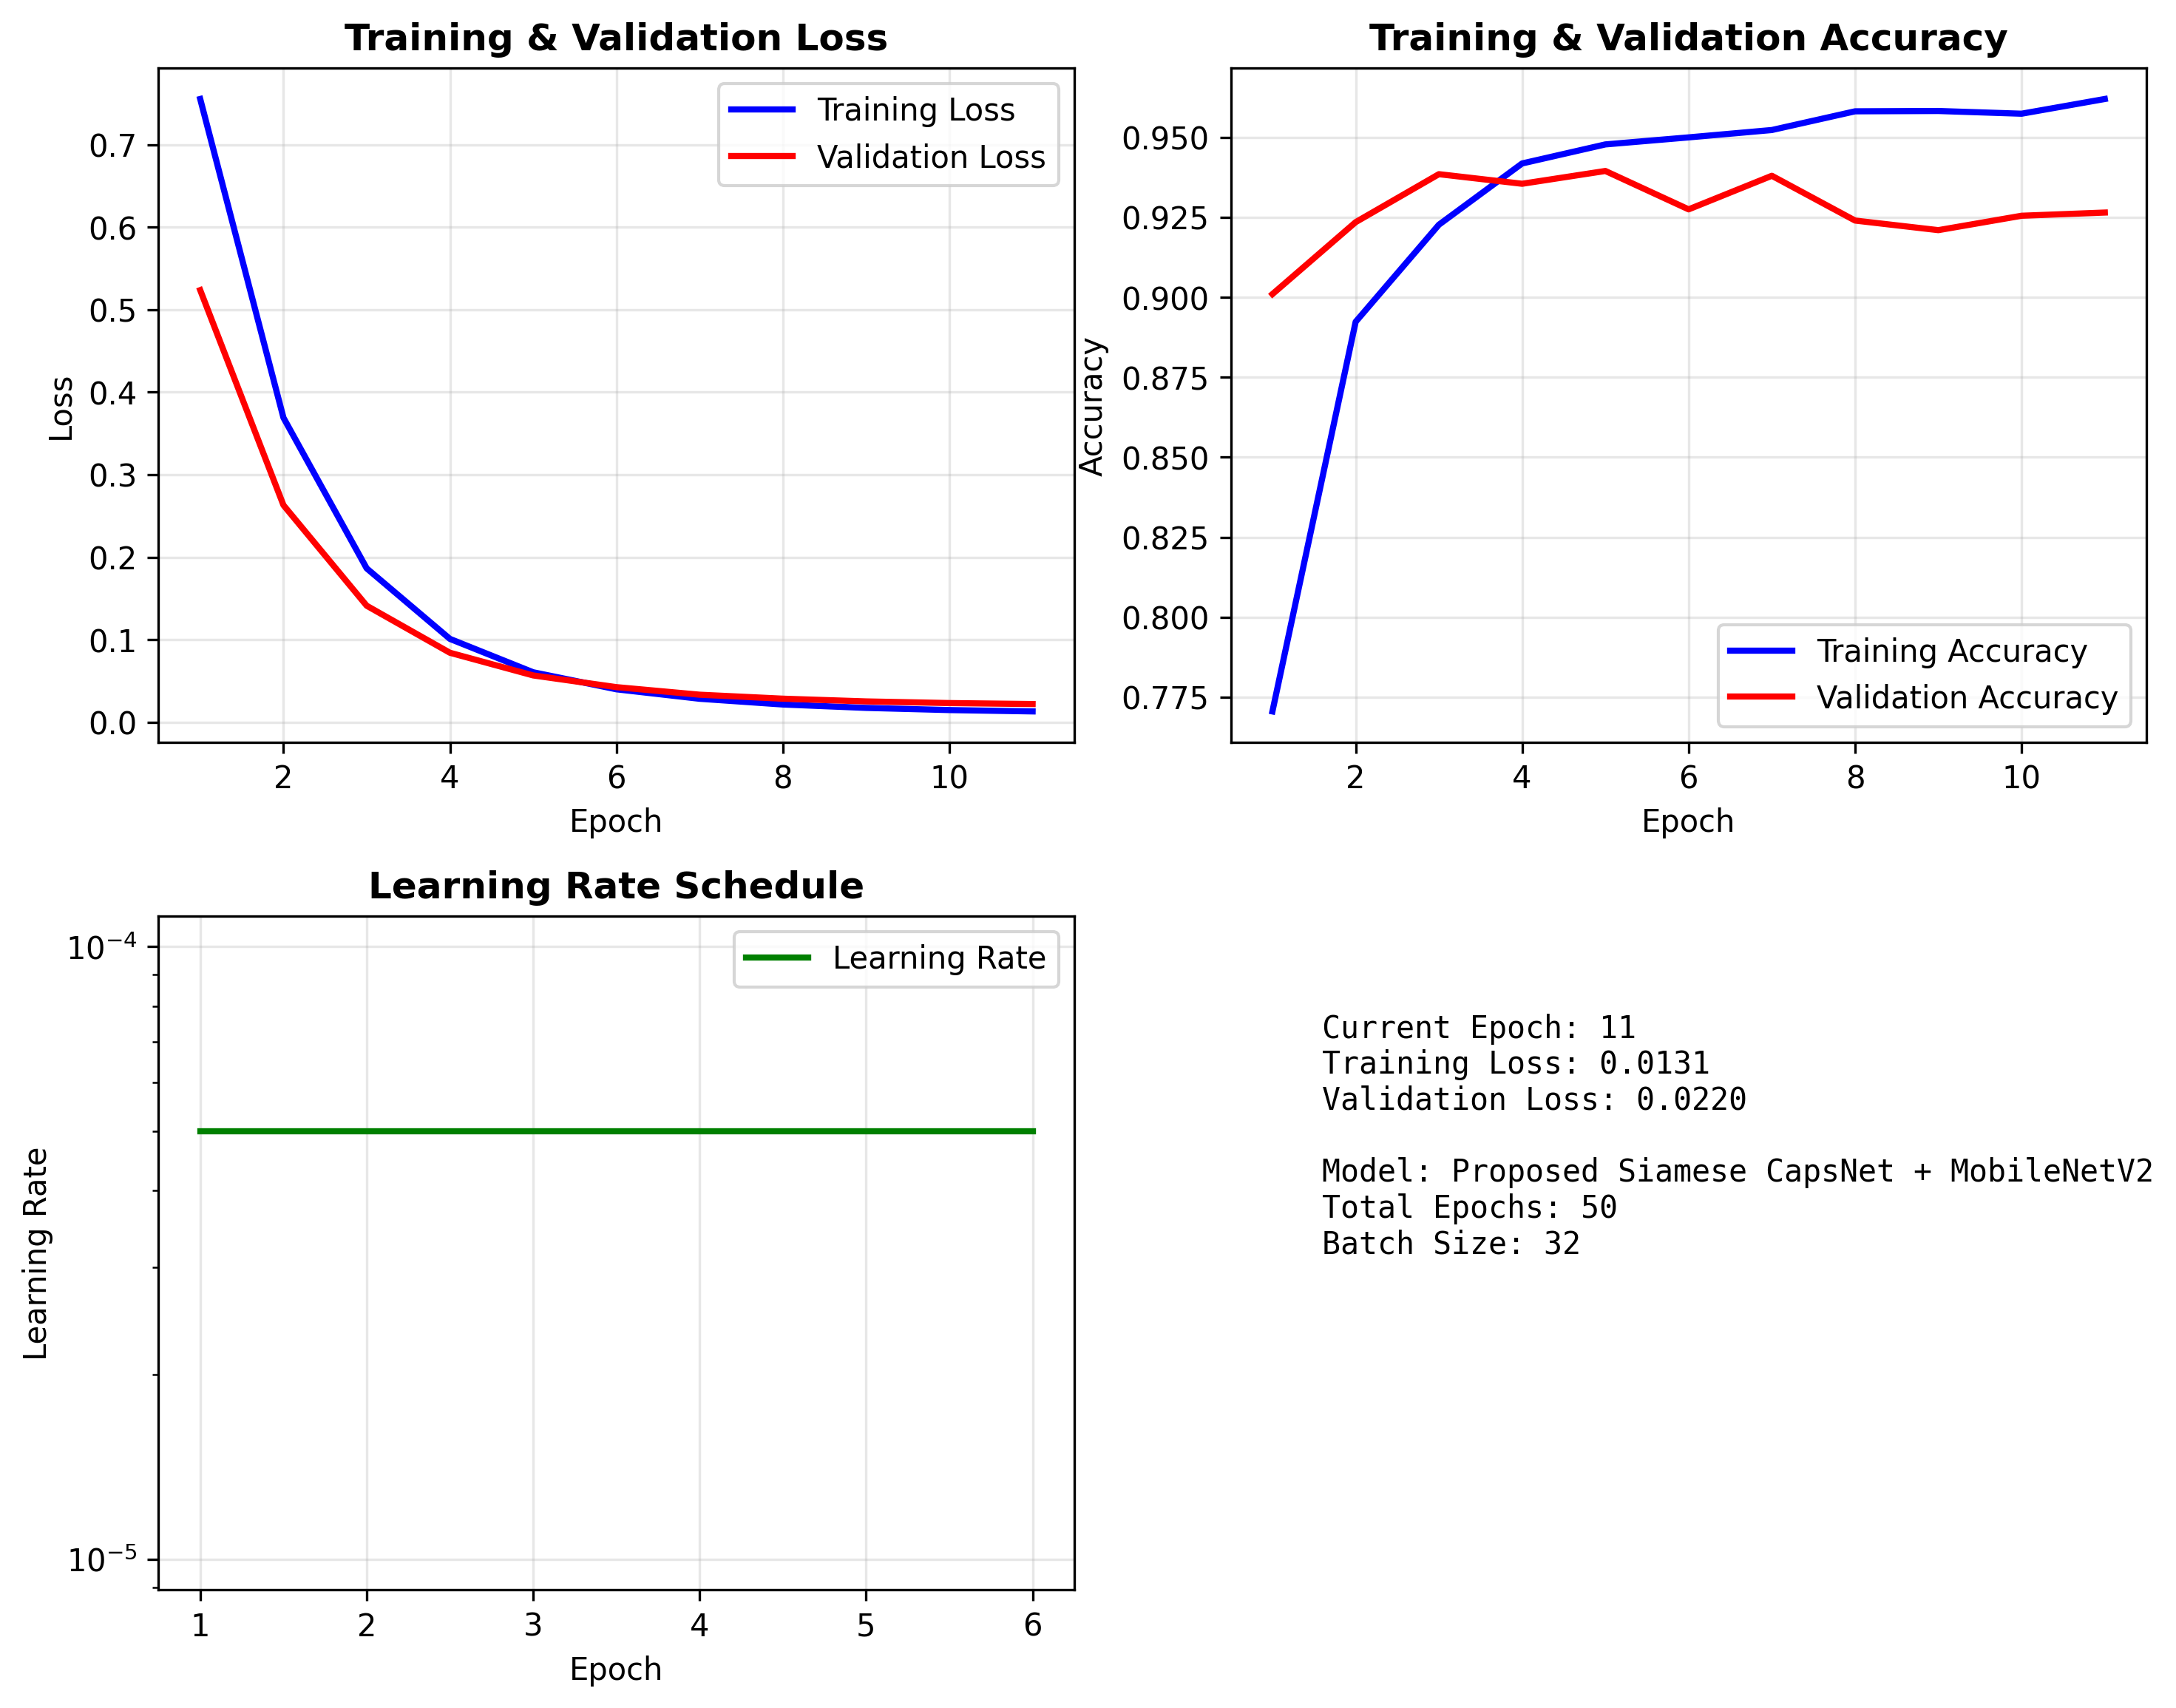 Training & Validation Loss
Training Loss
Validation Loss
0.7
0.6
0.5
0.4
0.3
0.2
0.1
0.0
Loss
2 4 6 8 10
Epoch
Training & Validation Accuracy
0.950
0.925
0.900
0.875
0.850
0.825
0.800
0.775
Accuracy
Training Accuracy
Validation Accuracy
2 4 6 8 10
Epoch
Learning Rate Schedule
Learning Rate
10⁻⁴
10⁻⁵
Learning Rate
1 2 3 4 5 6
Epoch
Current Epoch: 11
Training Loss: 0.0131
Validation Loss: 0.0220
Model: Proposed Siamese CapsNet + MobileNetV2
Total Epochs: 50
Batch Size: 32